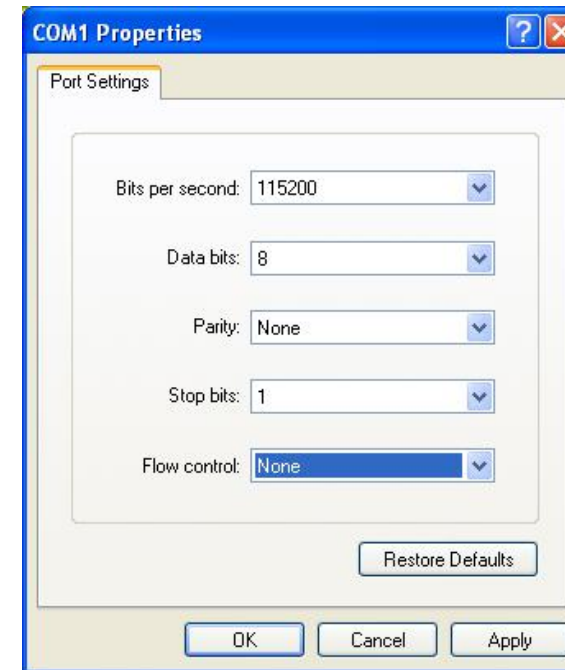 COM1 Properties
Port Settings
Bits per second: 115200
Data bits: 8
Parity: None
Stop bits: 1
Flow control: None
Restore Defaults
OK Cancel Apply